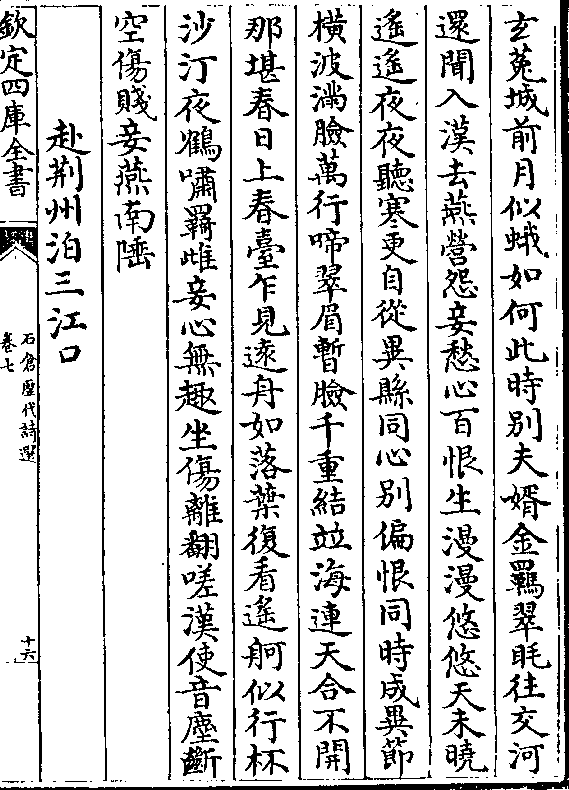 玄菟城前月似蛾如何此時別夫婿金羈翠眊往交河
還聞入漢去燕營怨妾愁心百恨生漫漫悠悠天未曉
遙遙夜夜聽寒更自從異縣同心別偏恨同時成異節
橫波滿臉萬行啼翠眉暫臉千重結並海連天合不開
那堪春日上春臺乍見遠舟如落葉復看遙舸似行杯
沙汀夜鶴嘯羈雌妾心無趣坐傷離翻嗟漢使音塵斷
空傷賤妾燕南陲
赴荆州泊三江口
欽定四庫全書
石倉歷代詩選
卷七
十六